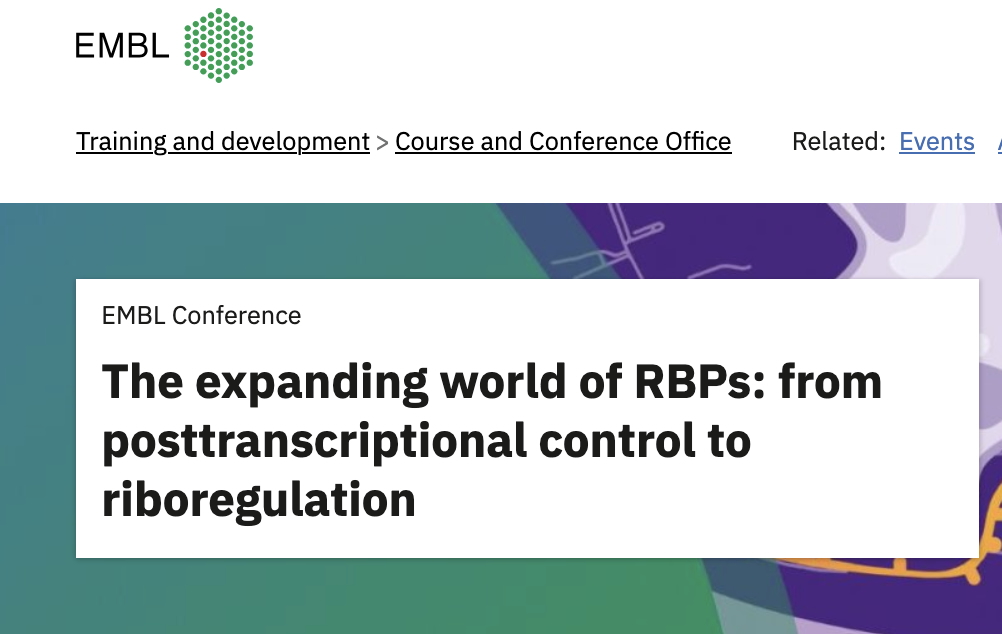 EMBL
Training and development > Course and Conference Office Related: Events
EMBL Conference
The expanding world of RBPs: from
posttranscriptional control to
riboregulation